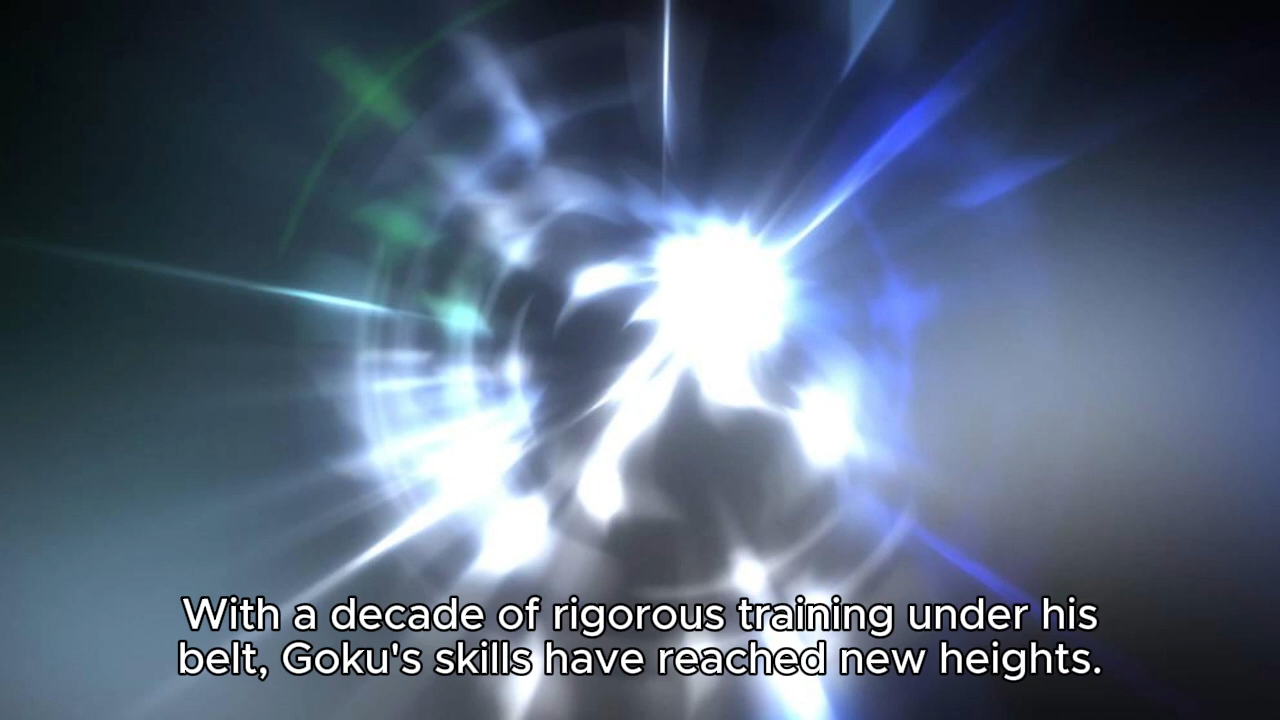 With a decade of rigorous training under his
belt, Goku's skills have reached new heights.